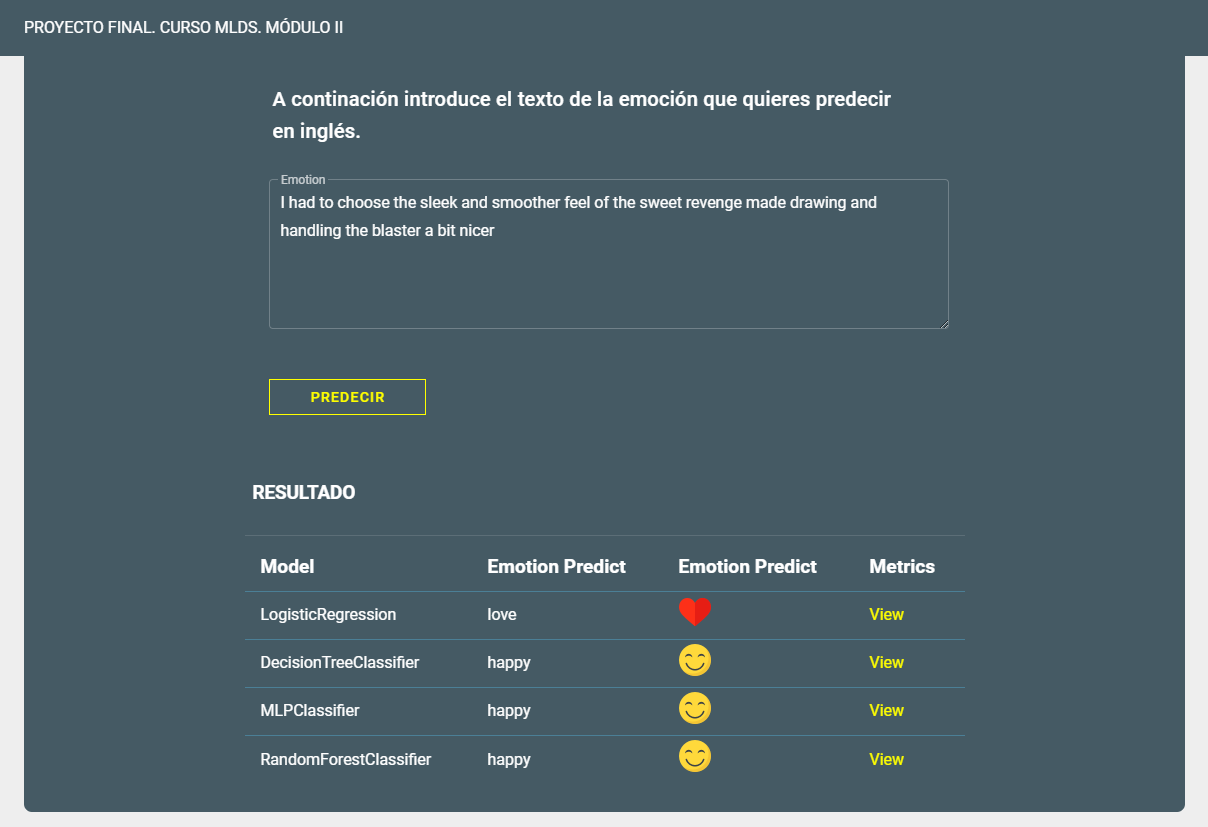 PROYECTO FINAL. CURSO MLDS. MÓDULO II
A continación introduce el texto de la emoción que quieres predecir
en inglés.
Emotion
I had to choose the sleek and smoother feel of the sweet revenge made drawing and
handling the blaster a bit nicer
PREDECIR
RESULTADO
Model Emotion Predict Emotion Predict Metrics
LogisticRegression love View
DecisionTreeClassifier happy View
MLPClassifier happy View
RandomForestClassifier happy View